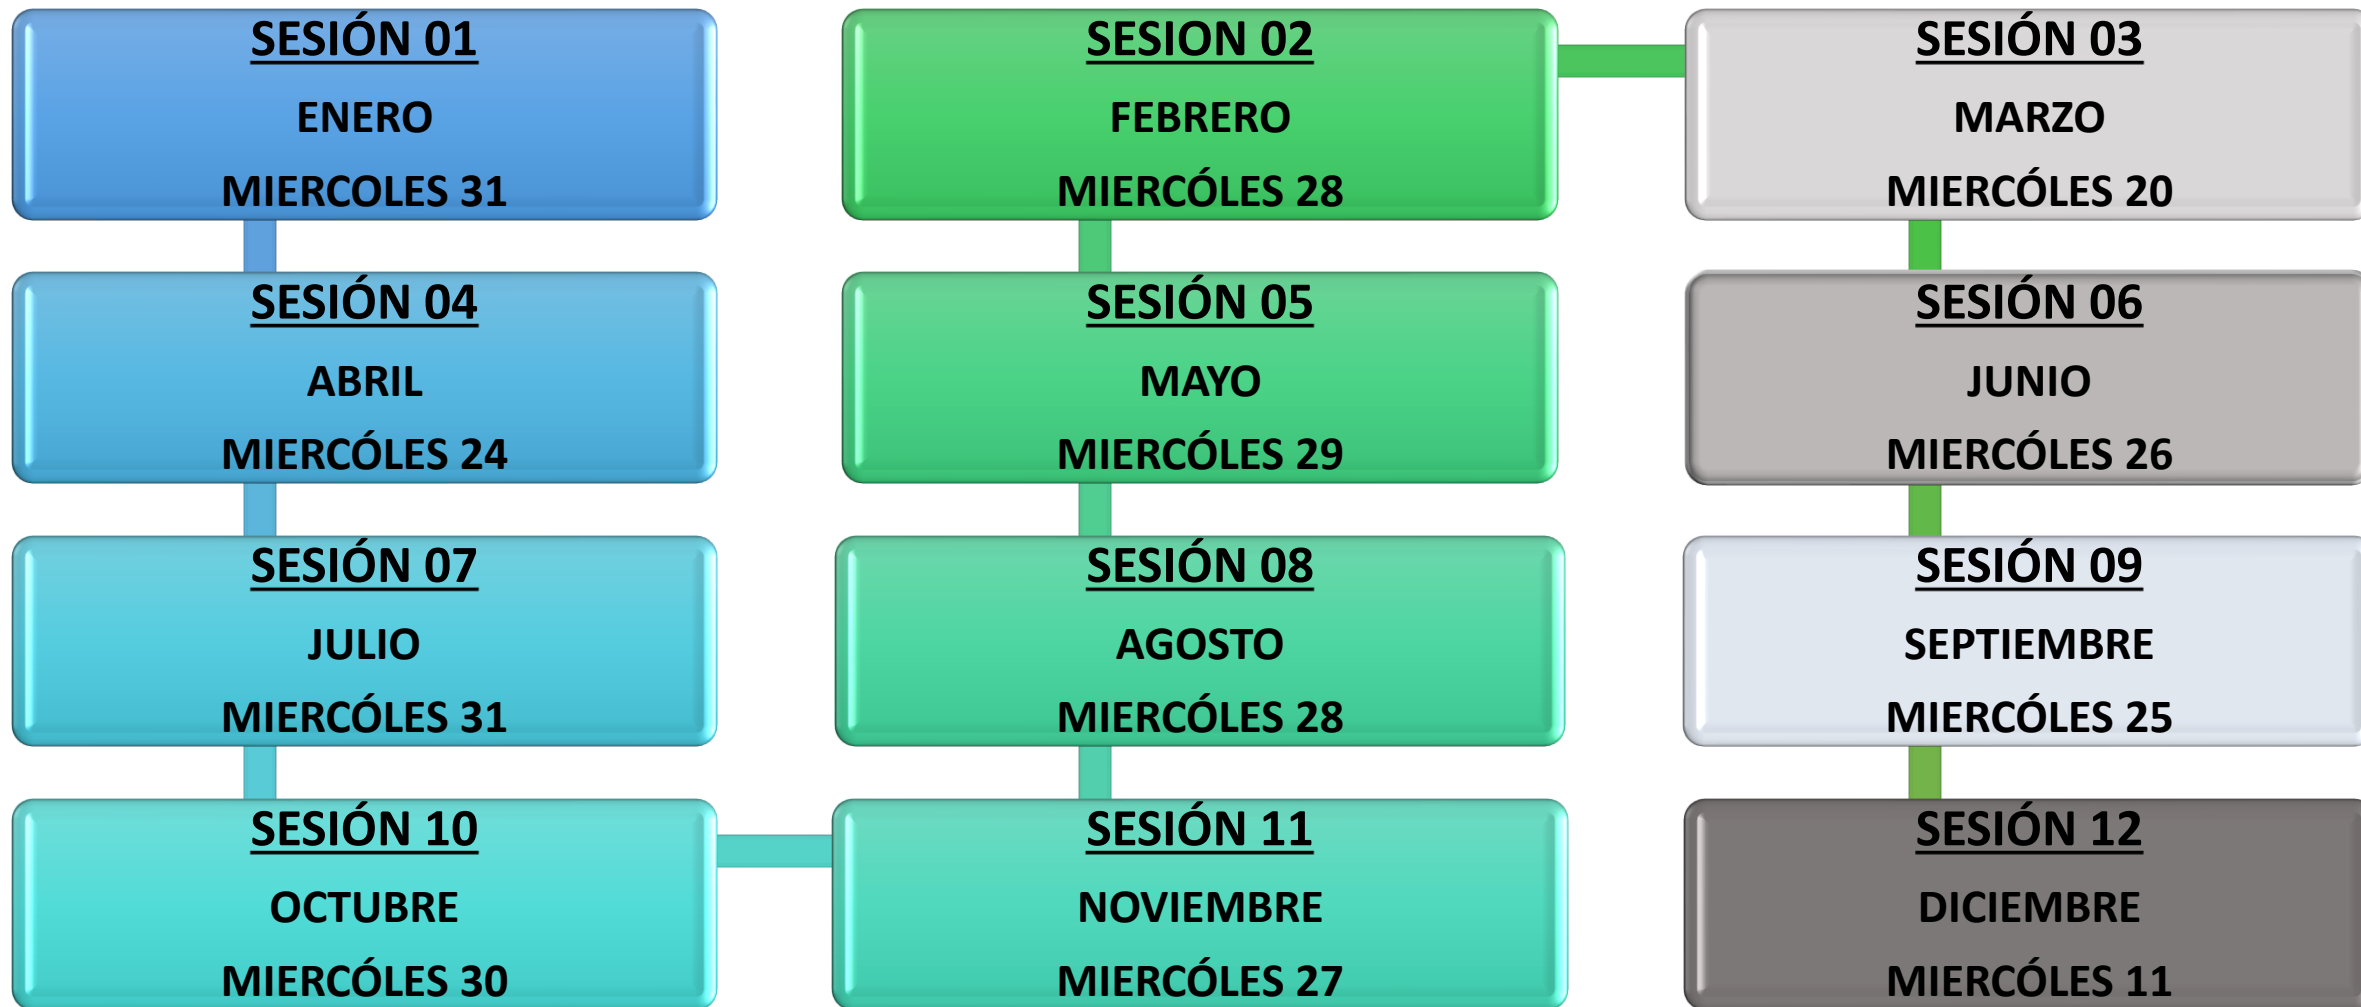 SESIÓN 01
ENERO
MIERCOLES 31
SESION 02
FEBRERO
MIERCÓLES 28
SESIÓN 03
MARZO
MIERCÓLES 20
SESIÓN 04
ABRIL
MIERCÓLES 24
SESIÓN 05
MAYO
MIERCÓLES 29
SESIÓN 06
JUNIO
MIERCÓLES 26
SESIÓN 07
JULIO
MIERCÓLES 31
SESIÓN 08
AGOSTO
MIERCÓLES 28
SESIÓN 09
SEPTIEMBRE
MIERCÓLES 25
SESIÓN 10
OCTUBRE
MIERCÓLES 30
SESIÓN 11
NOVIEMBRE
MIERCÓLES 27
SESIÓN 12
DICIEMBRE
MIERCÓLES 11